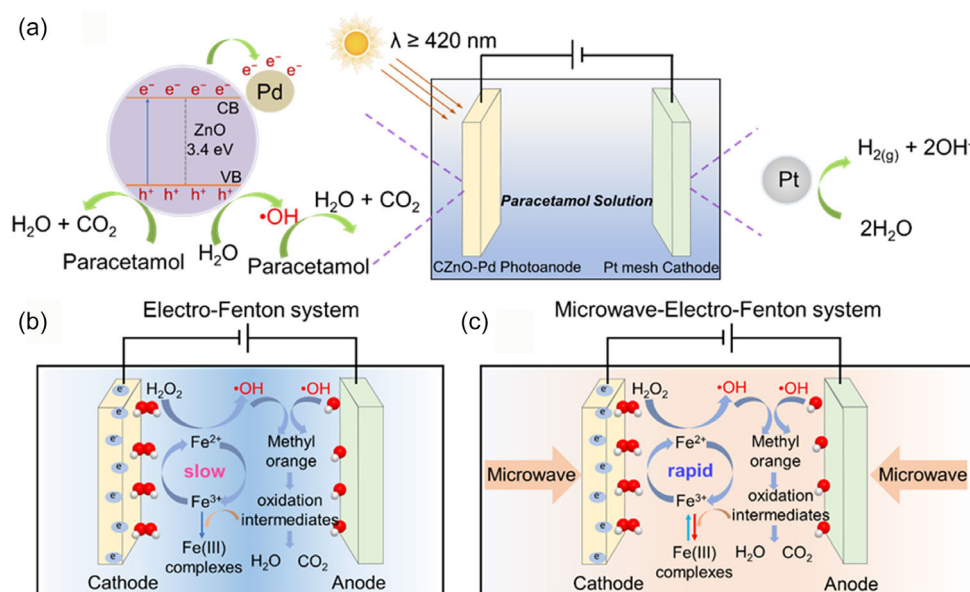 (a)
λ ≥ 420 nm
e⁻ e⁻ e⁻
Pd
e⁻ e⁻ e⁻ e⁻
CB
ZnO
3.4 eV
VB
h⁺ h⁺ h⁺ h⁺
H₂O + CO₂
Paracetamol
H₂O
•OH
H₂O + CO₂
Paracetamol
Paracetamol Solution
CZnO-Pd Photoanode
Pt mesh Cathode
Pt
H₂(g) + 2OH⁻
2H₂O
(b)
Electro-Fenton system
e⁻
e⁻
e⁻
e⁻
e⁻
e⁻
e⁻
H₂O₂
•OH
•OH
Fe²⁺
slow
Fe³⁺
Fe(III)
complexes
Methyl
orange
oxidation
intermediates
H₂O CO₂
Cathode
Anode
(c)
Microwave-Electro-Fenton system
Microwave
e⁻
e⁻
e⁻
e⁻
e⁻
e⁻
e⁻
H₂O₂
•OH
•OH
Fe²⁺
rapid
Fe³⁺
Fe(III)
complexes
Methyl
orange
oxidation
intermediates
H₂O CO₂
Microwave
Cathode
Anode